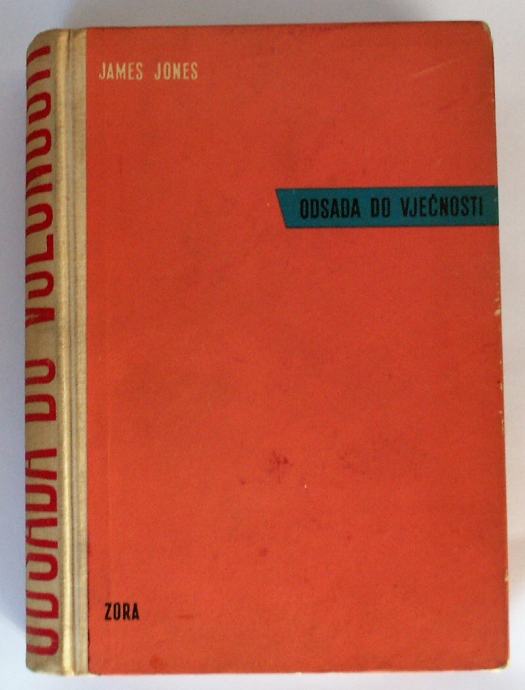 JAMES JONES
ODSADA DO VJEČNOSTI
ZORA
ODSADA DO VJEČNOSTI